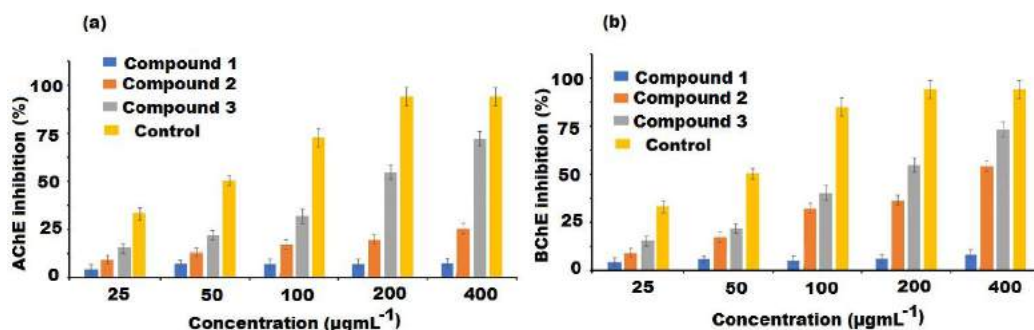 (a)
Compound 1
Compound 2
Compound 3
Control
AChE inhibition (%)
100
75
50
25
0
25 50 100 200 400
Concentration (µgmL⁻¹)
(b)
Compound 1
Compound 2
Compound 3
Control
BChE inhibition (%)
100
75
50
25
0
25 50 100 200 400
Concentration (µgmL⁻¹)